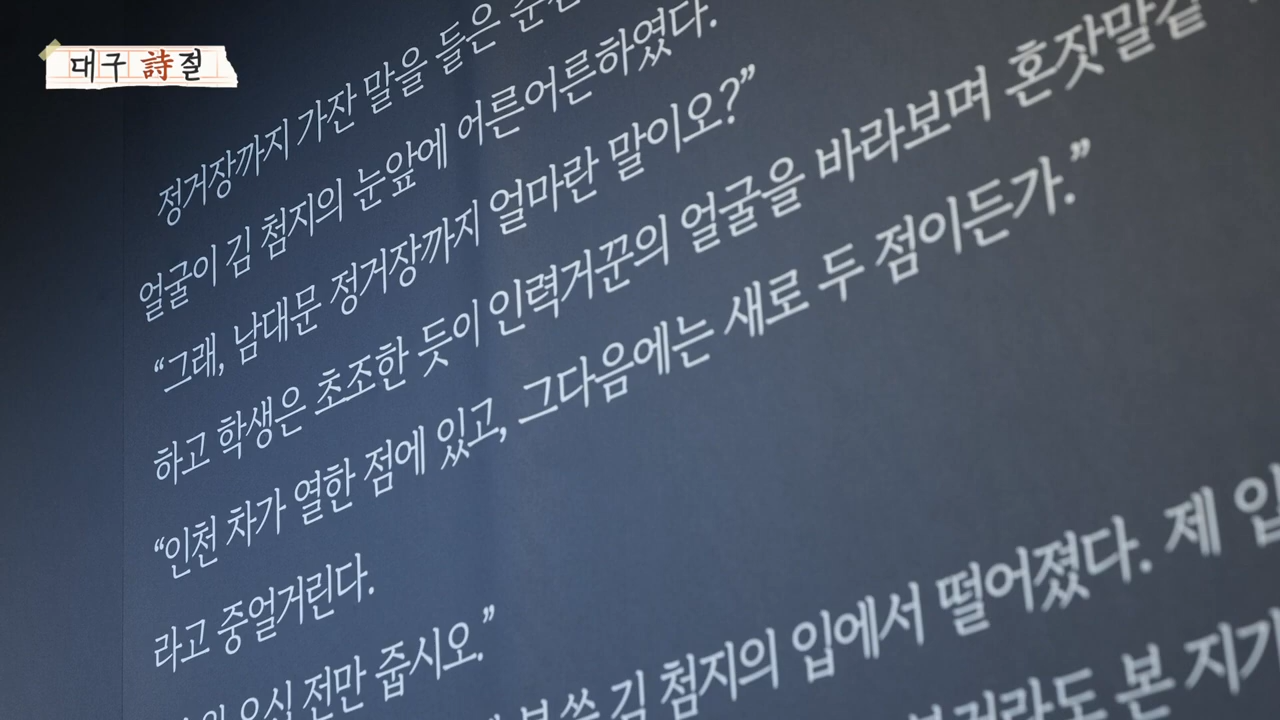 대구 詩절
정거장까지 가잔 말을 들은
얼굴이 김 첨지의 눈앞에 어른어른하였다.
“그래, 남대문 정거장까지 얼마란 말이오?”
하고 학생은 초조한 듯이 인력거꾼의 얼굴을 바라보며 혼잣말같
“인천 차가 열한 점에 있고, 그다음에는 새로 두 점이든가.”
라고 중얼거린다.
오십 전만 줍시오.”
김 첨지의 입에서 떨어졌다. 제 입
본 지가